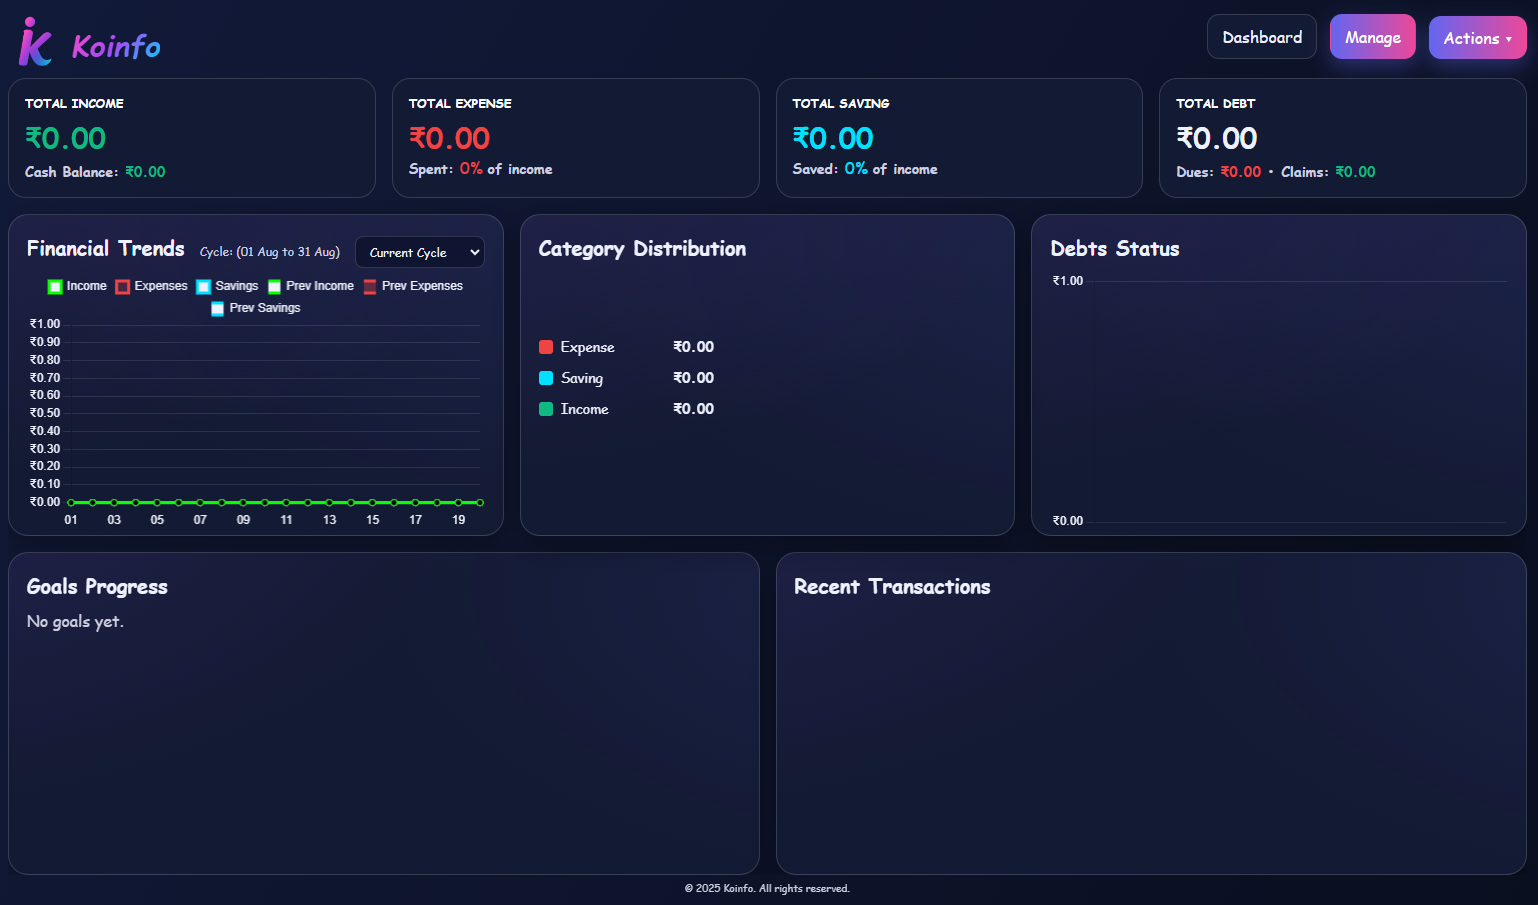 Koinfo
Dashboard
Manage
Actions ▾
TOTAL INCOME
₹0.00
Cash Balance: ₹0.00
TOTAL EXPENSE
₹0.00
Spent: 0% of income
TOTAL SAVING
₹0.00
Saved: 0% of income
TOTAL DEBT
₹0.00
Dues: ₹0.00 • Claims: ₹0.00
Financial Trends
Cycle: (01 Aug to 31 Aug)
Current Cycle
Income Expenses Savings Prev Income Prev Expenses
Prev Savings
₹1.00
₹0.90
₹0.80
₹0.70
₹0.60
₹0.50
₹0.40
₹0.30
₹0.20
₹0.10
₹0.00
01 03 05 07 09 11 13 15 17 19
Category Distribution
Expense ₹0.00
Saving ₹0.00
Income ₹0.00
Debts Status
₹1.00
₹0.00
Goals Progress
No goals yet.
Recent Transactions
© 2025 Koinfo. All rights reserved.